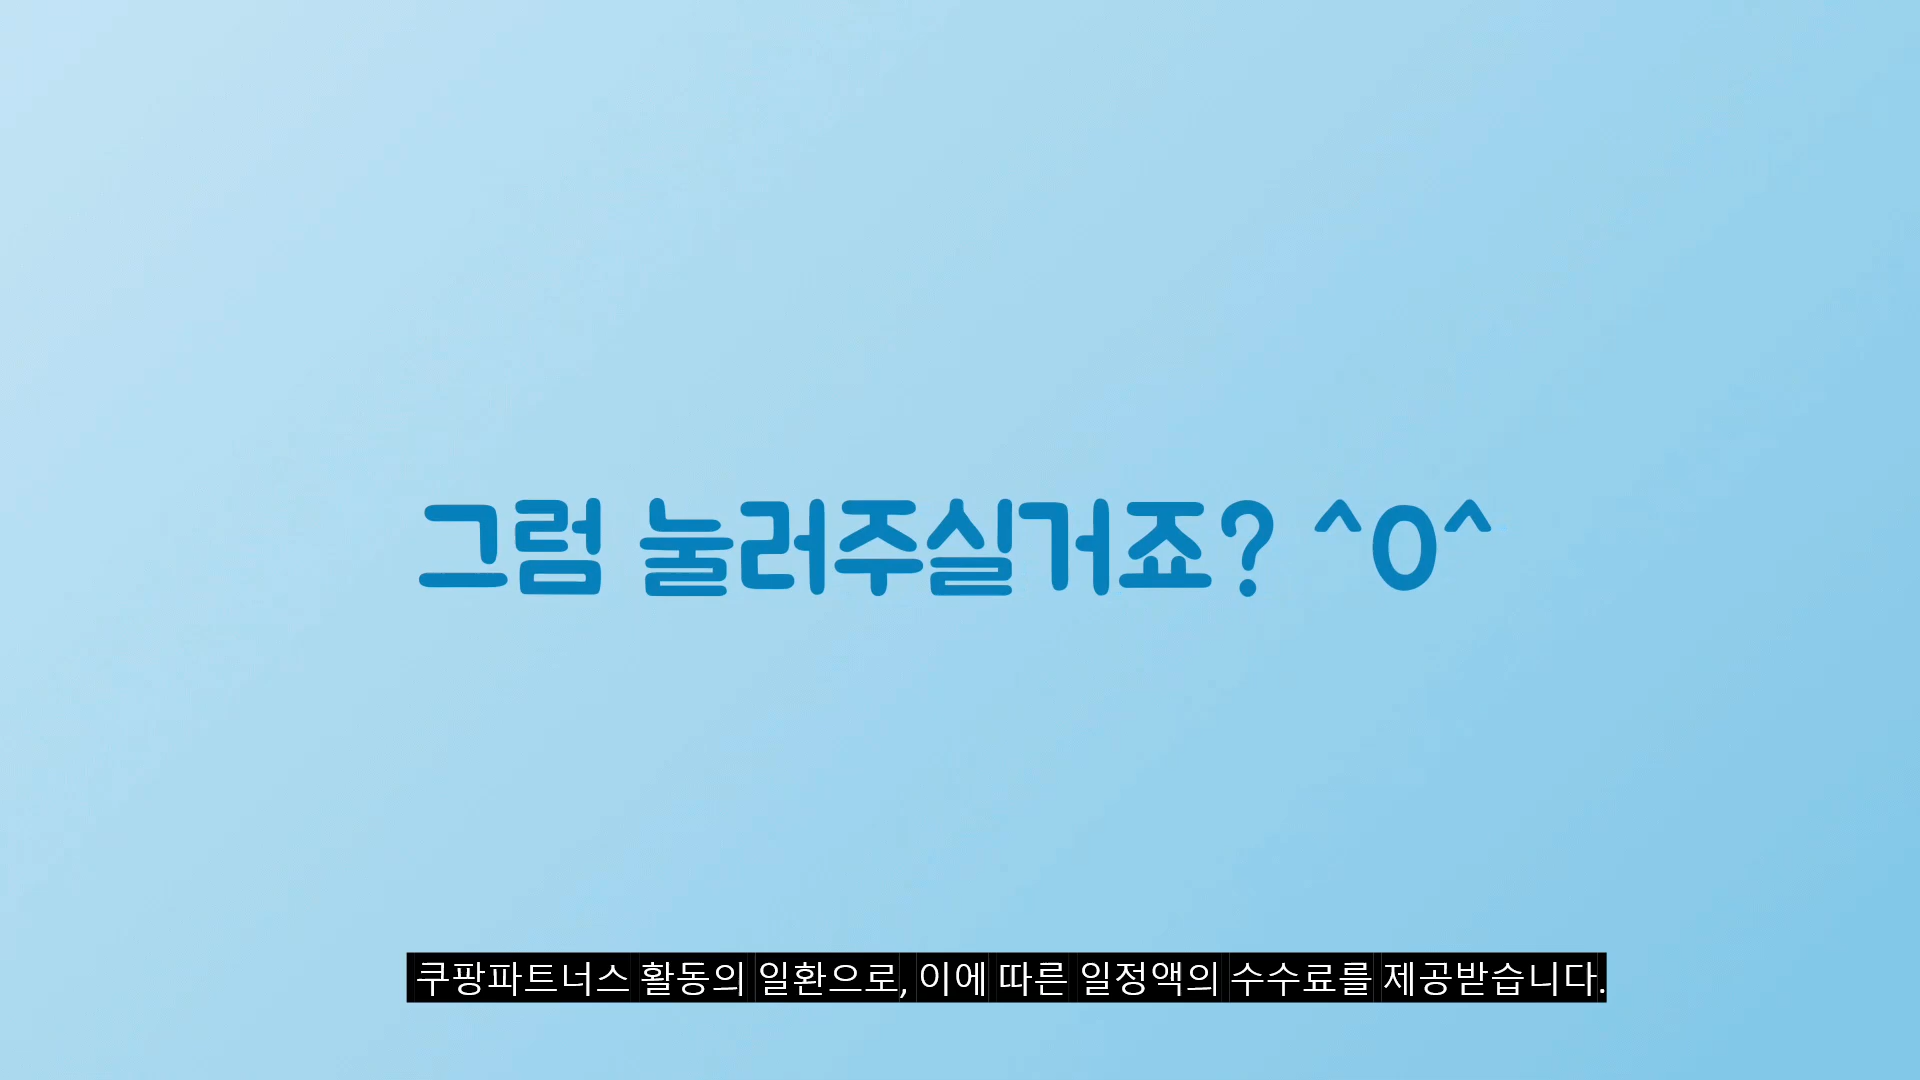 그럼 눌러주실거죠? ^0^
쿠팡파트너스 활동의 일환으로, 이에 따른 일정액의 수수료를 제공받습니다.